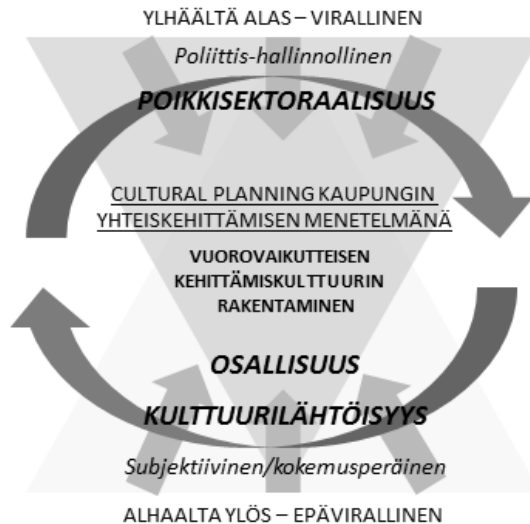 YLHÄÄLTÄ ALAS – VIRALLINEN
Poliittis-hallinnollinen
POIKKISEKTORAALISUUS
CULTURAL PLANNING KAUPUNGIN
YHTEISKEHITTÄMISEN MENETELMÄNÄ
VUOROVAIKUTTEISEN
KEHITTÄMISKULTTUURIN
RAKENTAMINEN
OSALLISUUS
KULTTUURILÄHTÖISYYS
Subjektiivinen/kokemusperäinen
ALHAALTA YLÖS – EPÄVIRALLINEN